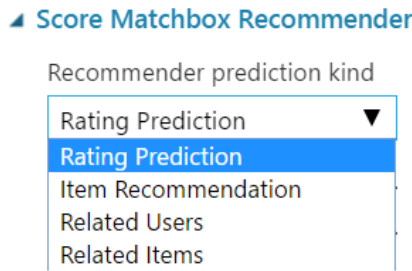 Score Matchbox Recommender
Recommender prediction kind
Rating Prediction
Rating Prediction
Item Recommendation
Related Users
Related Items